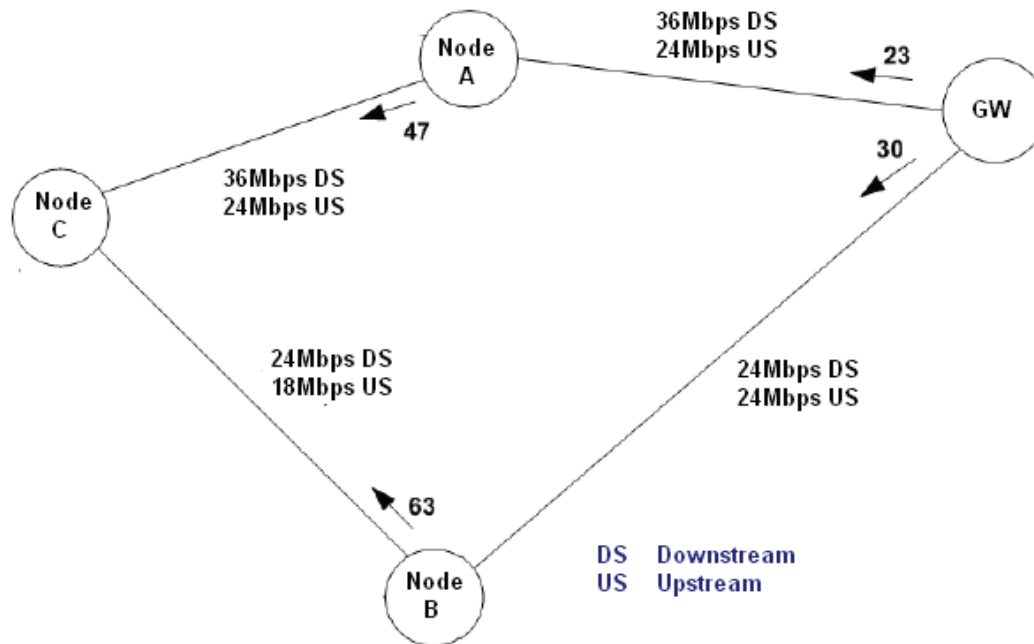 36Mbps DS
24Mbps US
Node
A
23
GW
47
30
36Mbps DS
24Mbps US
Node
C
24Mbps DS
18Mbps US
24Mbps DS
24Mbps US
63
DS Downstream
US Upstream
Node
B